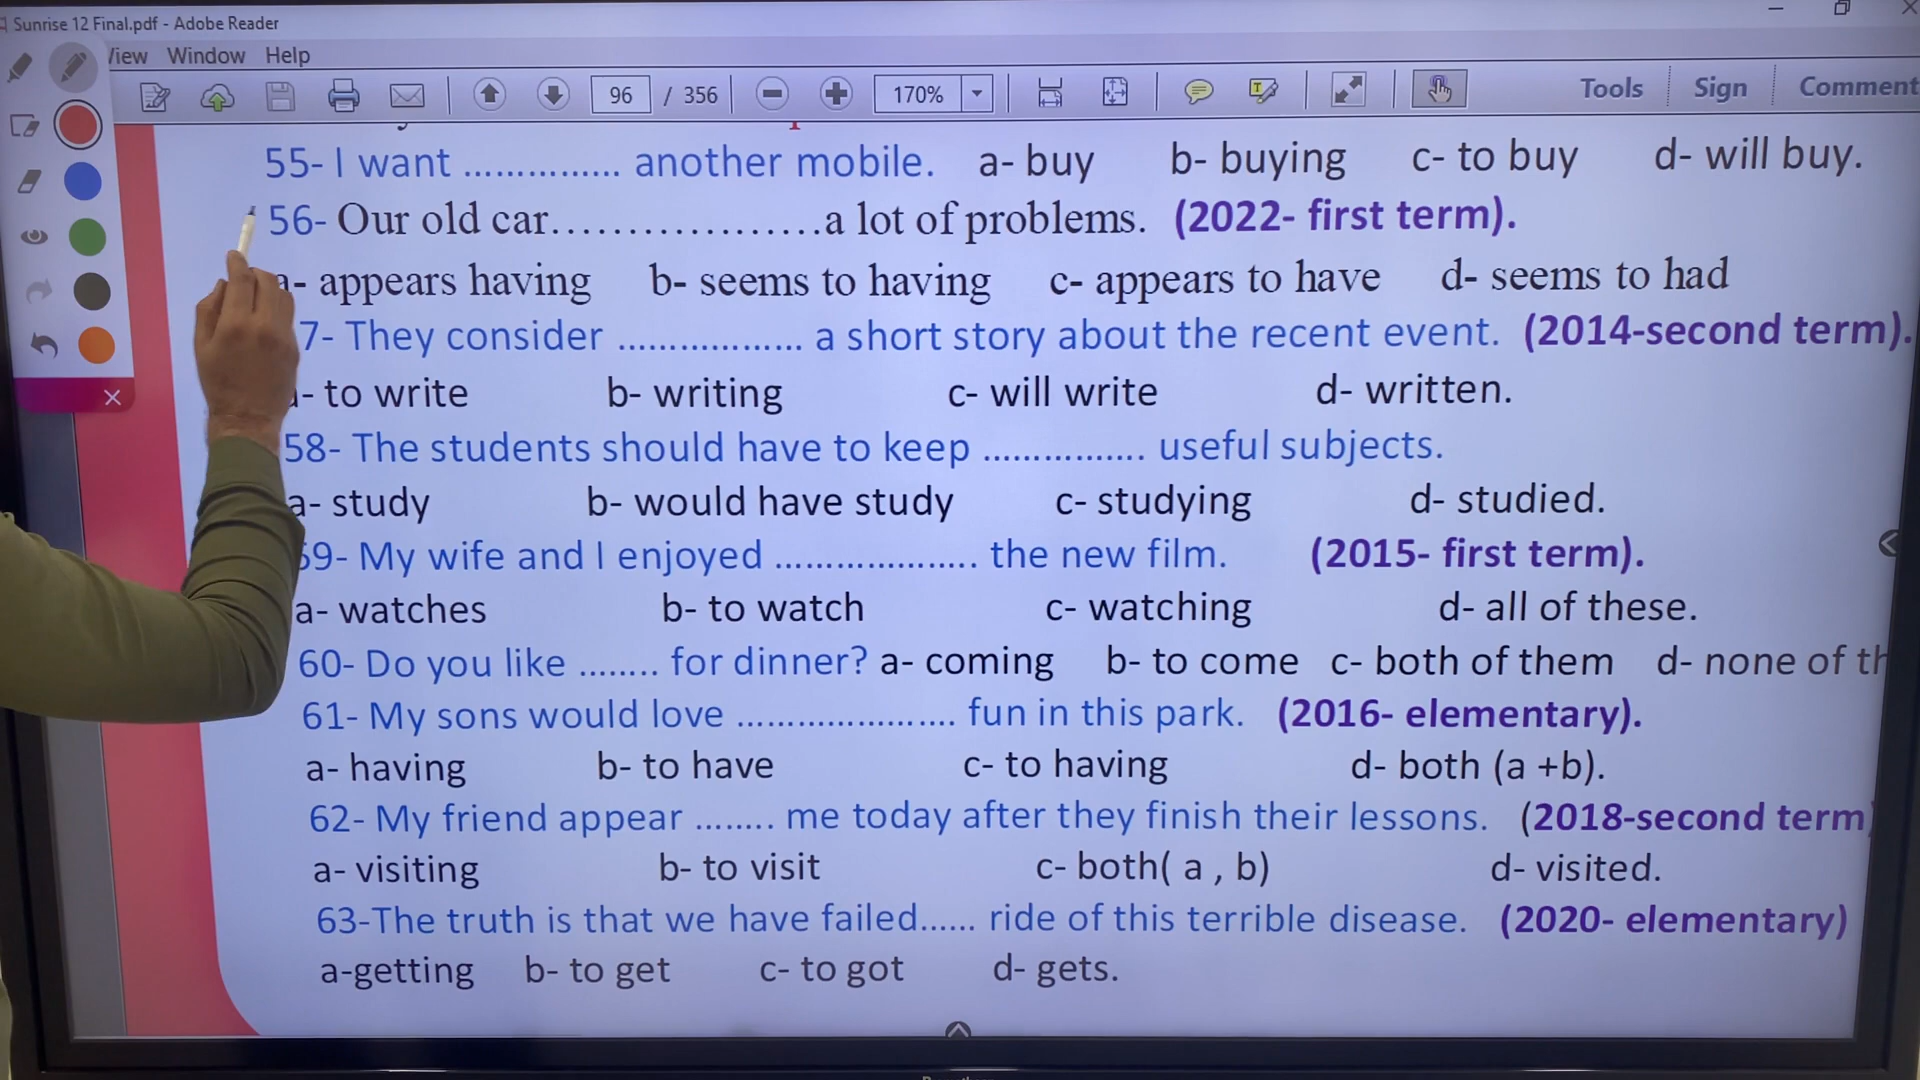 Sunrise 12 Final.pdf - Adobe Reader
View Window Help
96 / 356 170% Tools Sign Comment
55- I want ............... another mobile. a- buy b- buying c- to buy d- will buy.
56- Our old car...................a lot of problems. (2022- first term).
a- appears having b- seems to having c- appears to have d- seems to had
7- They consider .................. a short story about the recent event. (2014-second term).
a- to write b- writing c- will write d- written.
58- The students should have to keep ................ useful subjects.
a- study b- would have study c- studying d- studied.
59- My wife and I enjoyed .................... the new film. (2015- first term).
a- watches b- to watch c- watching d- all of these.
60- Do you like ........ for dinner? a- coming b- to come c- both of them d- none of th
61- My sons would love ...................... fun in this park. (2016- elementary).
a- having b- to have c- to having d- both (a +b).
62- My friend appear ........ me today after they finish their lessons. (2018-second term)
a- visiting b- to visit c- both( a , b) d- visited.
63-The truth is that we have failed...... ride of this terrible disease. (2020- elementary)
a-getting b- to get c- to got d- gets.